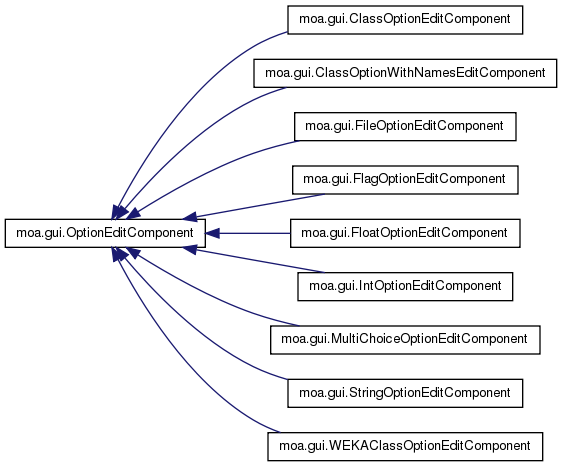 moa.gui.ClassOptionEditComponent
moa.gui.ClassOptionWithNamesEditComponent
moa.gui.FileOptionEditComponent
moa.gui.FlagOptionEditComponent
moa.gui.OptionEditComponent
moa.gui.FloatOptionEditComponent
moa.gui.IntOptionEditComponent
moa.gui.MultiChoiceOptionEditComponent
moa.gui.StringOptionEditComponent
moa.gui.WEKAClassOptionEditComponent